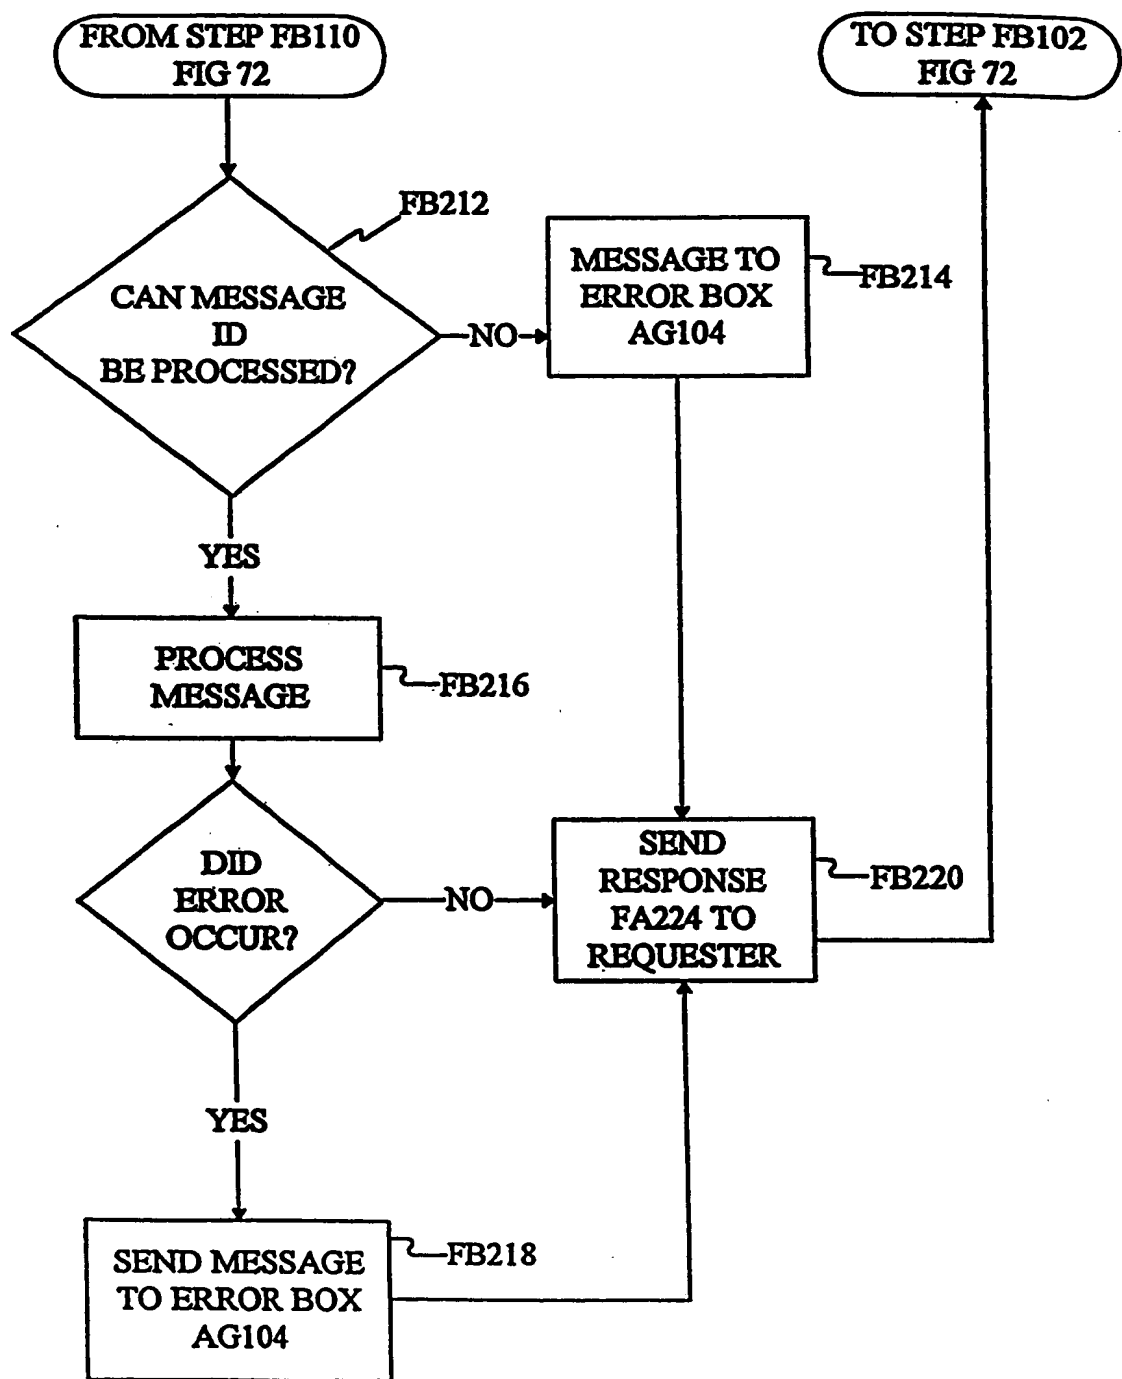 FROM STEP FB110
FIG 72
TO STEP FB102
FIG 72
FB212
CAN MESSAGE
ID
BE PROCESSED?
NO
MESSAGE TO
ERROR BOX
AG104
FB214
YES
PROCESS
MESSAGE
FB216
DID
ERROR
OCCUR?
NO
SEND
RESPONSE
FA224 TO
REQUESTER
FB220
YES
SEND MESSAGE
TO ERROR BOX
AG104
FB218